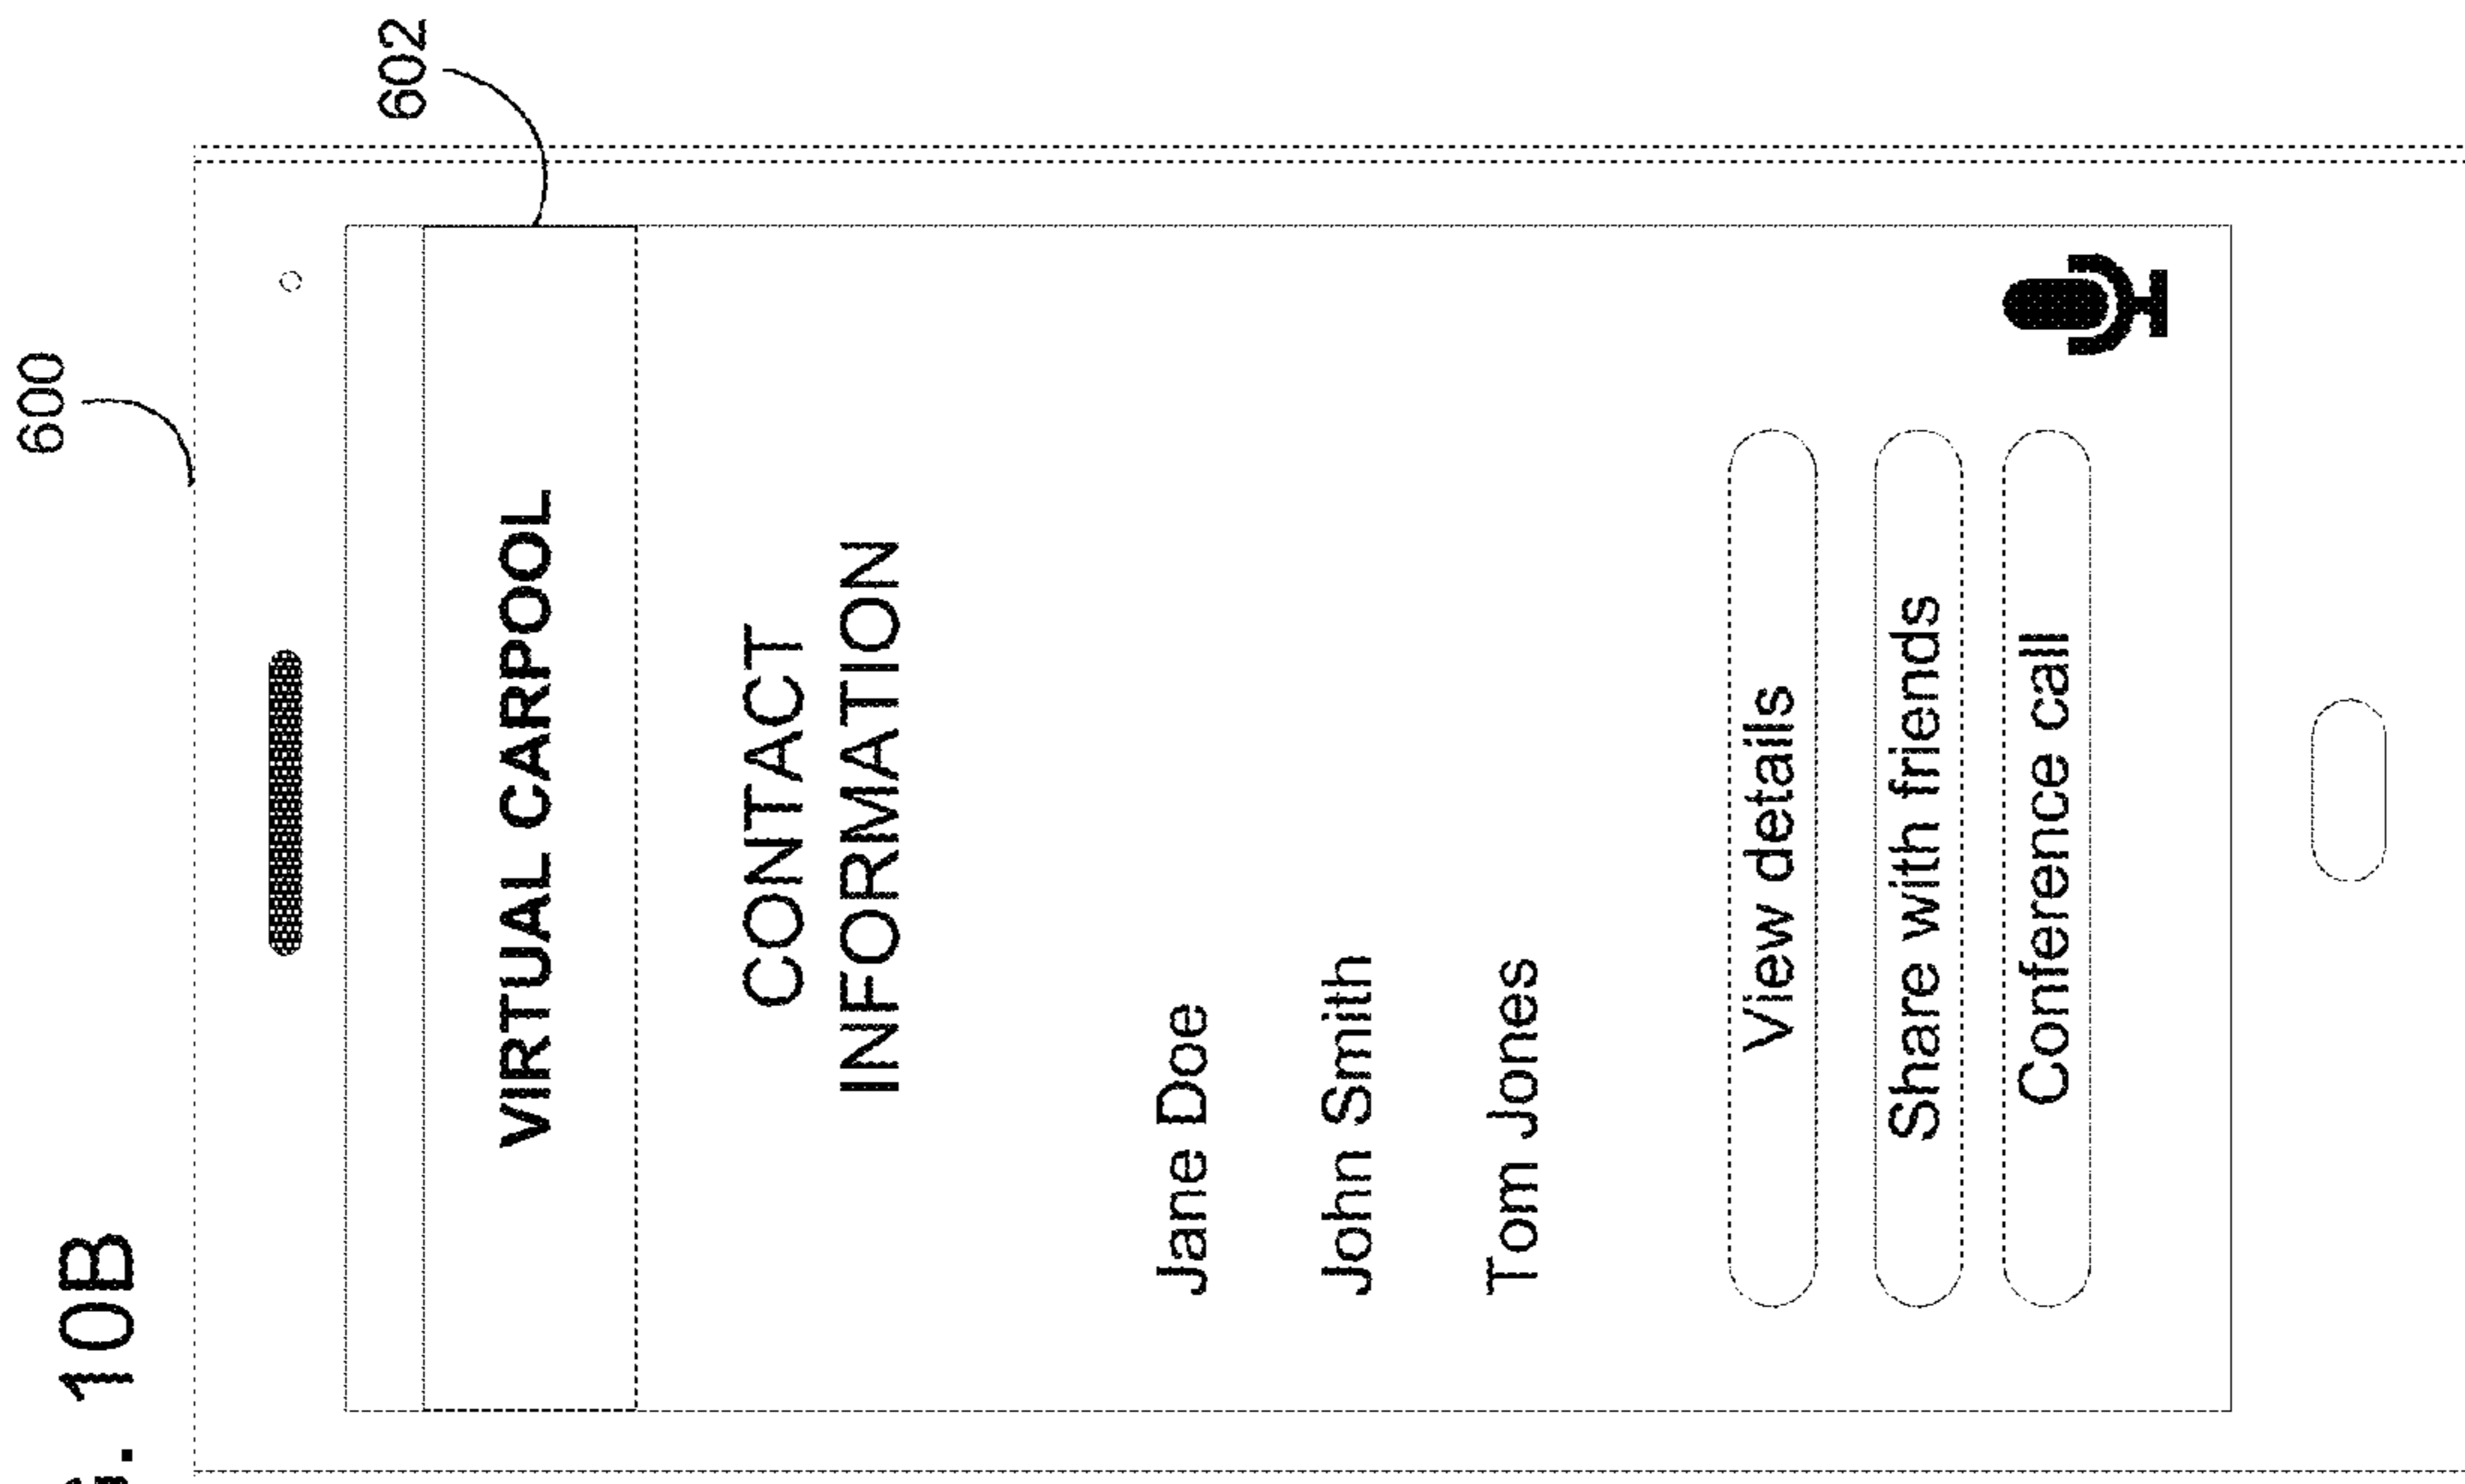 10B
600
602
VIRTUAL CARPOOL
CONTACT
INFORMATION
Jane Doe
John Smith
Tom Jones
View details
Share with friends
Conference call